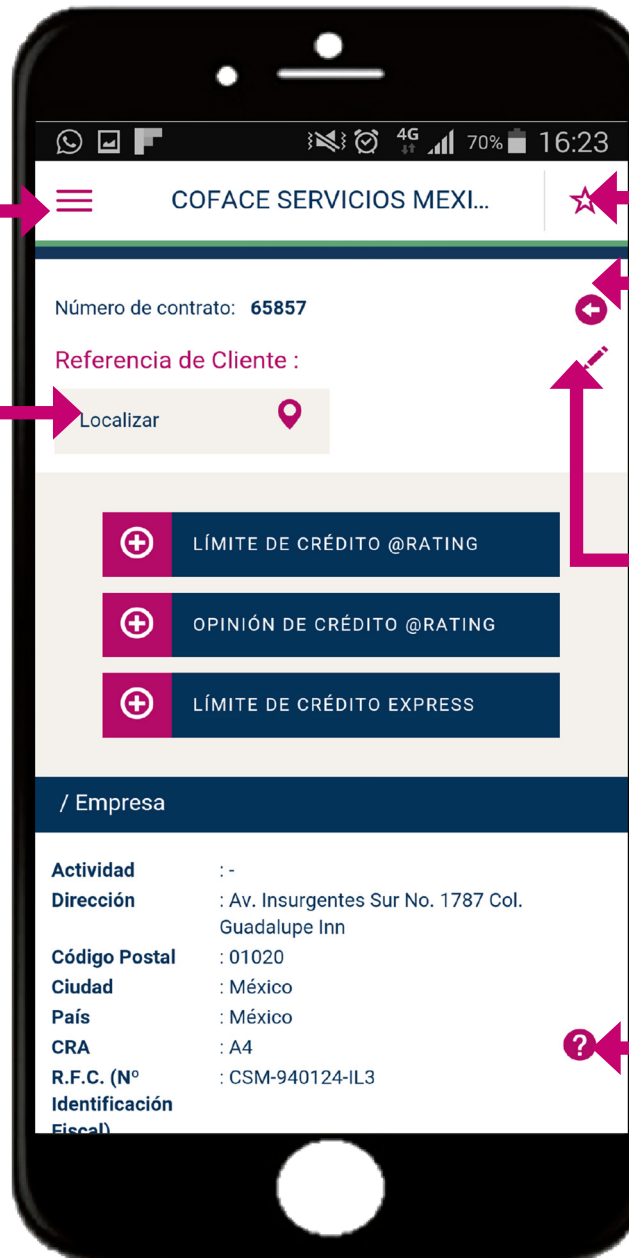 4G 70% 16:23
COFACE SERVICIOS MEXI...
Número de contrato: 65857
Referencia de Cliente :
Localizar
LÍMITE DE CRÉDITO @RATING
OPINIÓN DE CRÉDITO @RATING
LÍMITE DE CRÉDITO EXPRESS
/ Empresa
Actividad : -
Dirección : Av. Insurgentes Sur No. 1787 Col.
Guadalupe Inn
Código Postal : 01020
Ciudad : México
País : México
CRA : A4
R.F.C. (Nº : CSM-940124-IL3
Identificación
Fiscal)